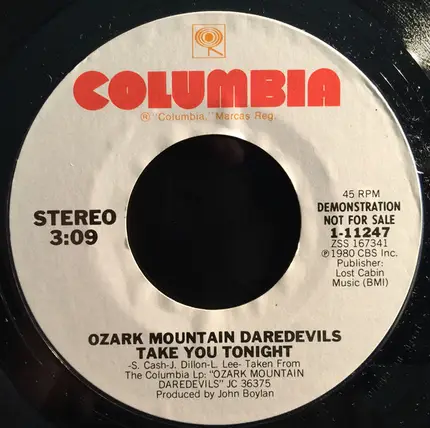 COLUMBIA
® "Columbia," Marcas Reg.
STEREO
3:09
45 RPM
DEMONSTRATION
NOT FOR SALE
1-11247
ZSS 167341
℗1980 CBS Inc.
Publisher:
Lost Cabin
Music (BMI)
OZARK MOUNTAIN DAREDEVILS
TAKE YOU TONIGHT
-S. Cash-J. Dillon-L. Lee- Taken From
The Columbia Lp: "OZARK MOUNTAIN
DAREDEVILS" JC 36375
Produced by John Boylan